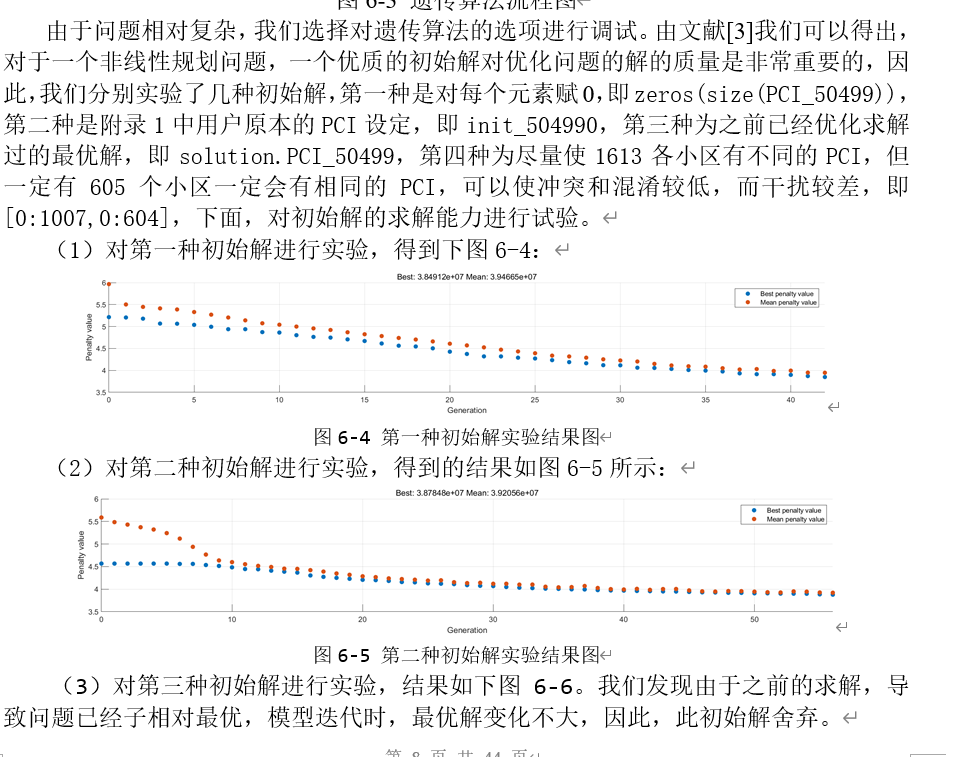 图 6-3 遗传算法流程图
由于问题相对复杂，我们选择对遗传算法的选项进行调试。由文献[3]我们可以得出，
对于一个非线性规划问题，一个优质的初始解对优化问题的解的质量是非常重要的，因
此，我们分别实验了几种初始解，第一种是对每个元素赋 0，即 zeros(size(PCI_50499))，
第二种是附录 1 中用户原本的 PCI 设定，即 init_504990，第三种为之前已经优化求解
过的最优解，即 solution.PCI_50499，第四种为尽量使 1613 各小区有不同的 PCI，但
一定有 605 个小区一定会有相同的 PCI，可以使冲突和混淆较低，而干扰较差，即
[0:1007,0:604]，下面，对初始解的求解能力进行试验。
（1）对第一种初始解进行实验，得到下图 6-4：
Best: 3.84912e+07 Mean: 3.94665e+07
Best penalty value
Mean penalty value
Penalty value
6
5.5
5
4.5
4
3.5
0 5 10 15 20 25 30 35 40
Generation
图 6-4 第一种初始解实验结果图
（2）对第二种初始解进行实验，得到的结果如图 6-5 所示：
Best: 3.87848e+07 Mean: 3.92056e+07
Best penalty value
Mean penalty value
Penalty value
6
5.5
5
4.5
4
3.5
0 10 20 30 40 50
Generation
图 6-5 第二种初始解实验结果图
（3）对第三种初始解进行实验，结果如下图 6-6。我们发现由于之前的求解，导
致问题已经子相对最优，模型迭代时，最优解变化不大，因此，此初始解舍弃。
第 8 页 共 44 页